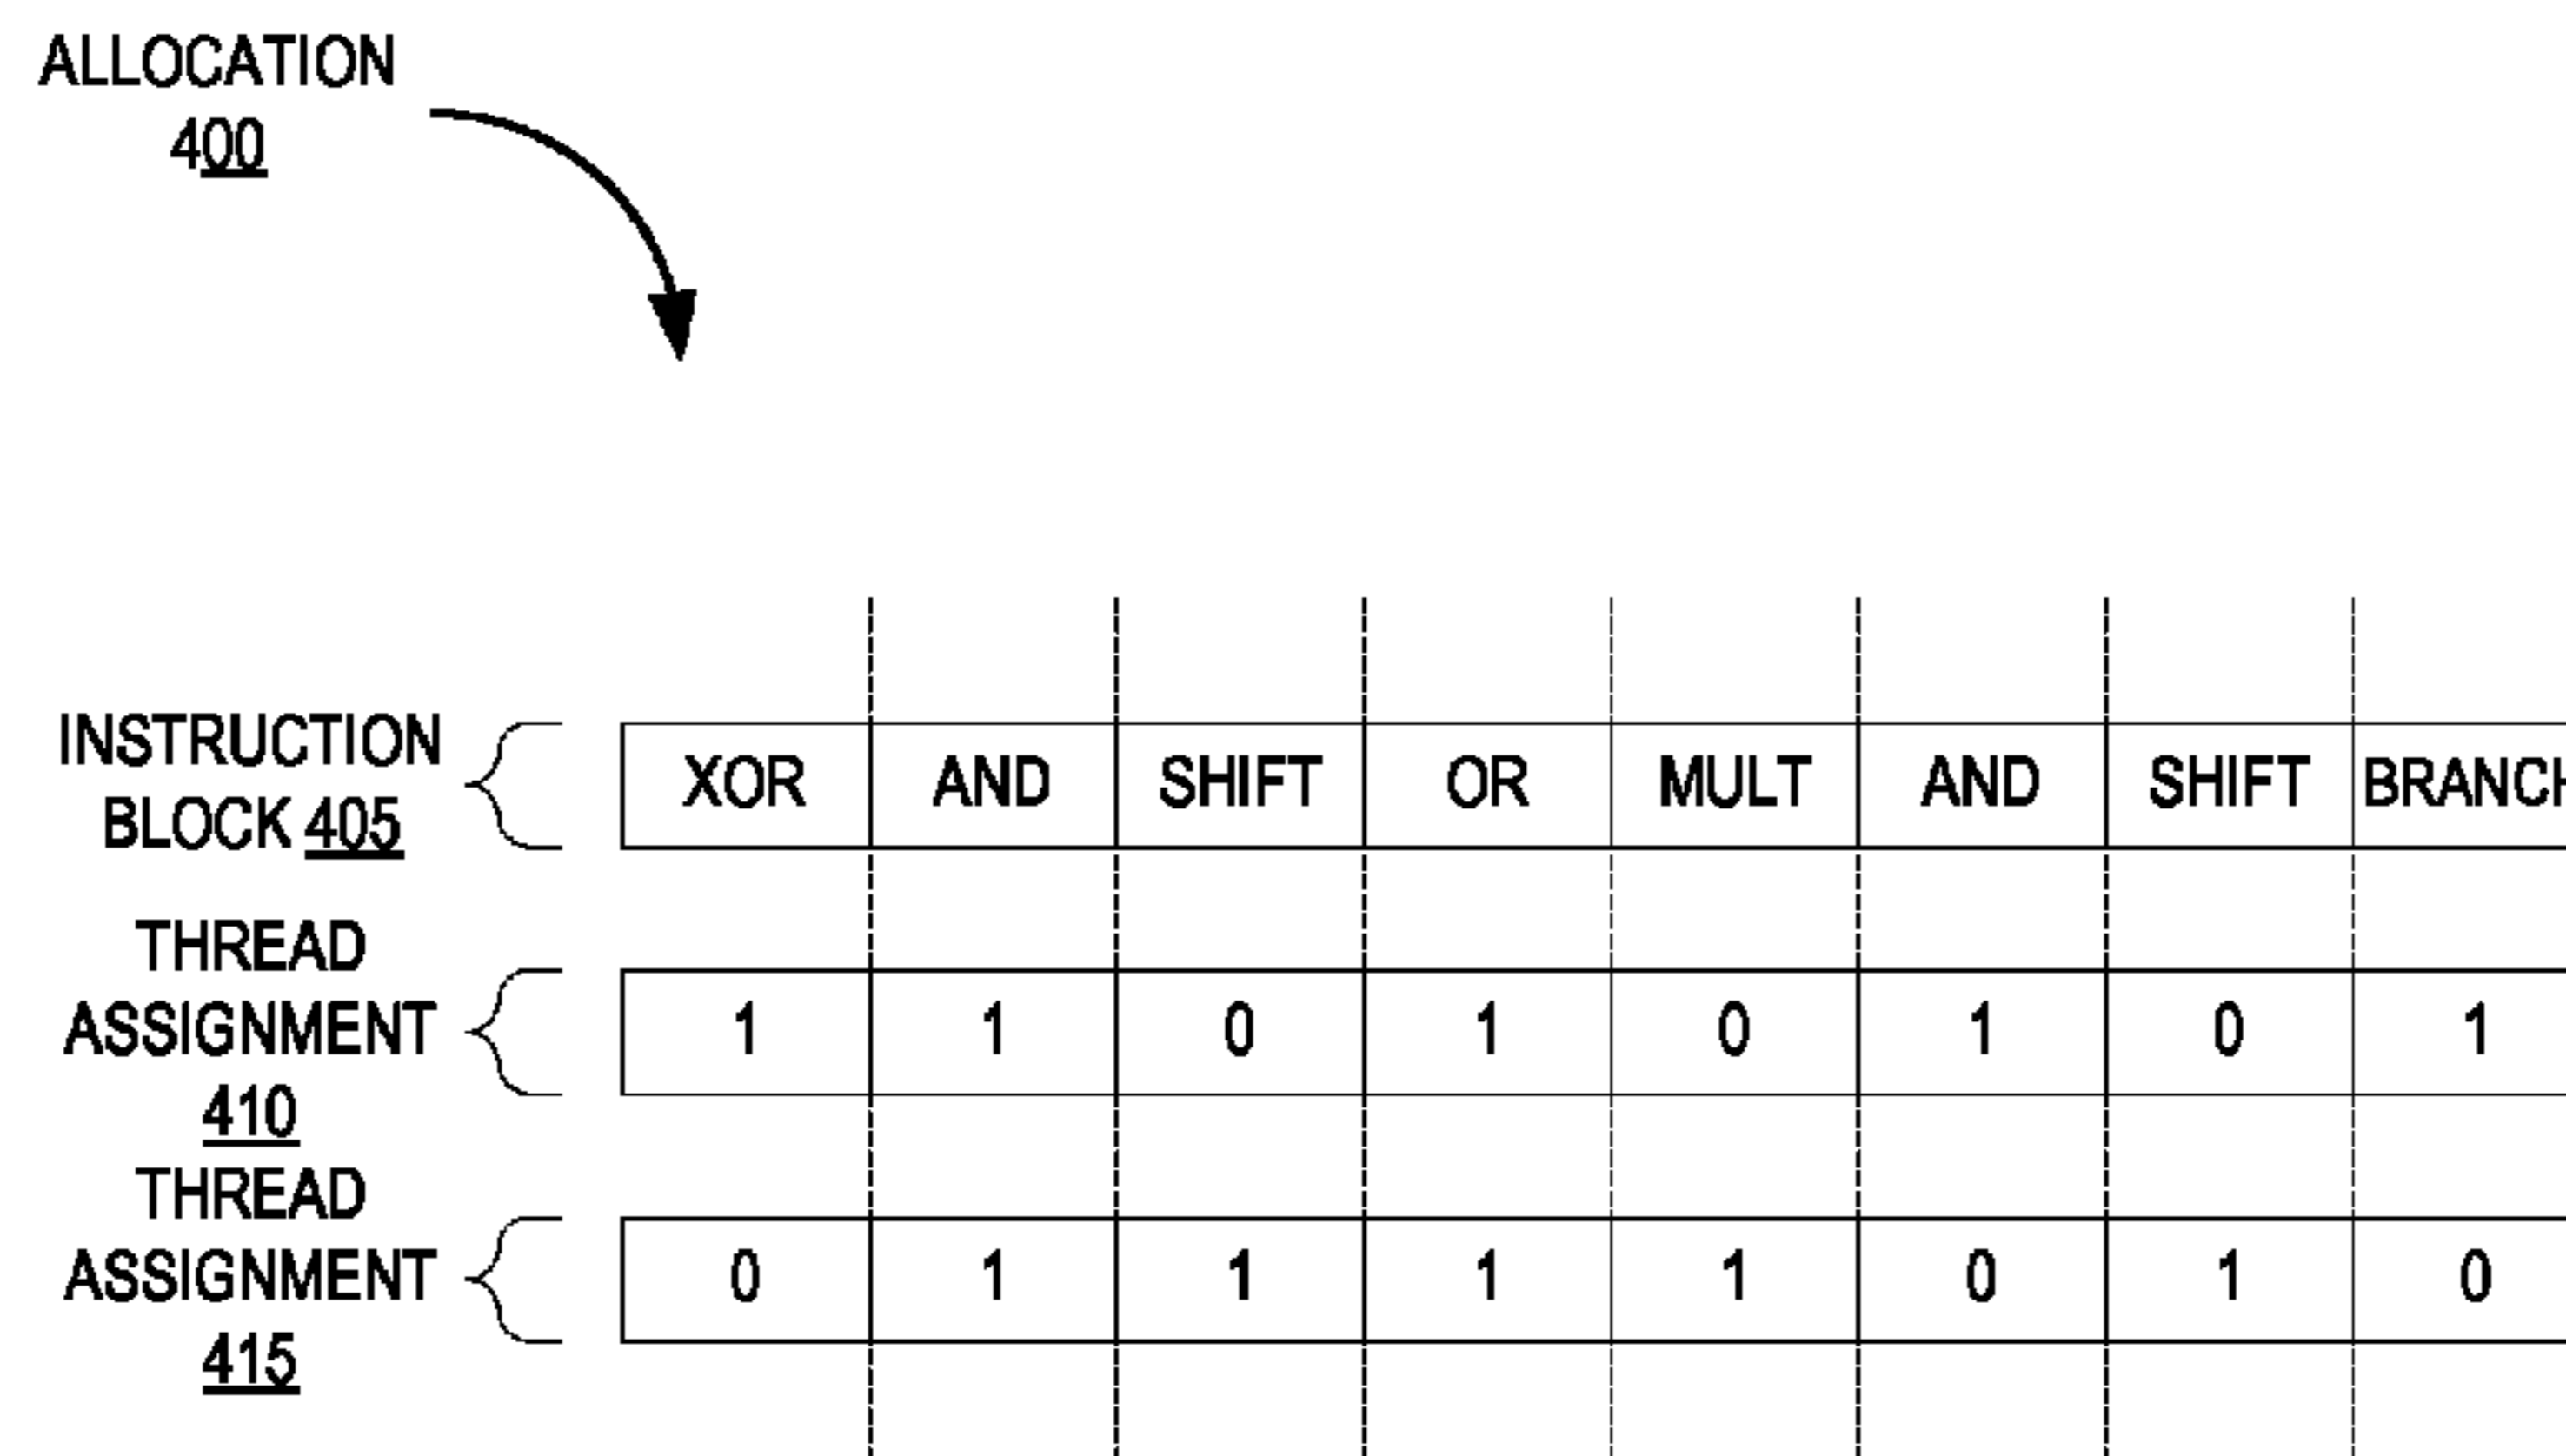 ALLOCATION
400
INSTRUCTION
BLOCK 405
XOR AND SHIFT OR MULT AND SHIFT BRANCH
THREAD
ASSIGNMENT
410
1 1 0 1 0 1 0 1
THREAD
ASSIGNMENT
415
0 1 1 1 1 0 1 0